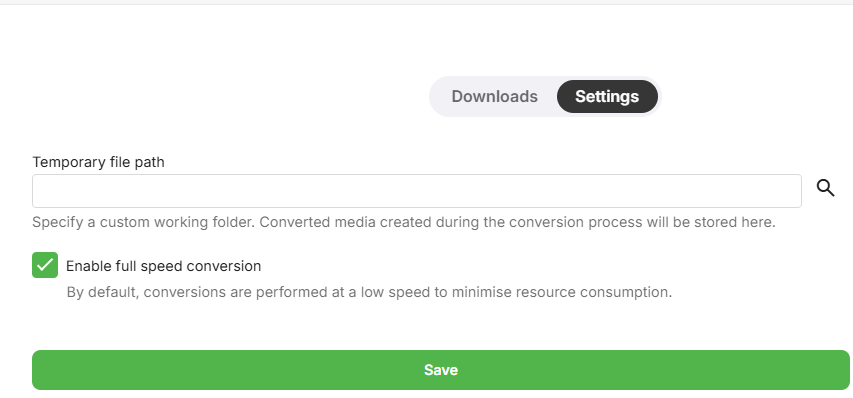 Downloads Settings
Temporary file path
Specify a custom working folder. Converted media created during the conversion process will be stored here.
Enable full speed conversion
By default, conversions are performed at a low speed to minimise resource consumption.
Save